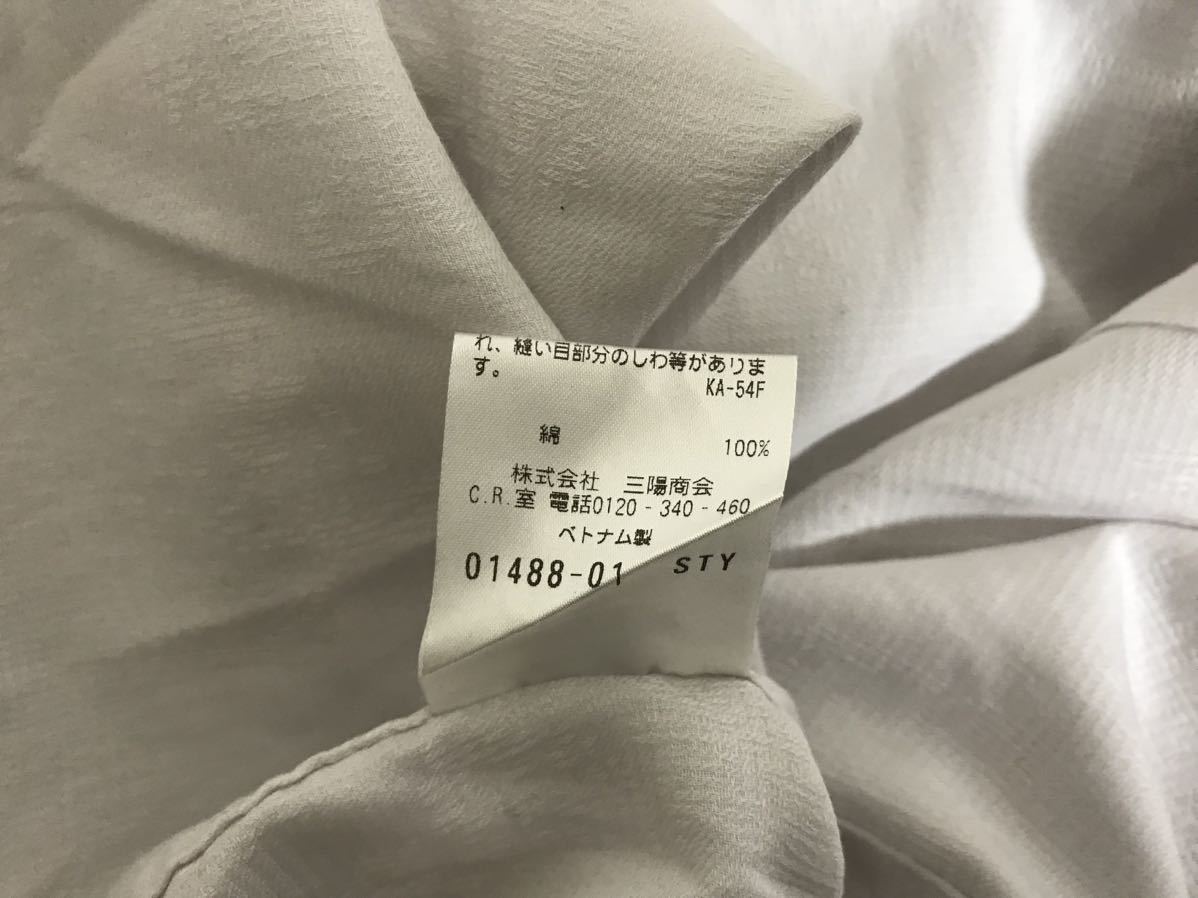 れ、縫い目部分のしわ等がありま
す。
KA-54F
綿 100%
株式会社 三陽商会
C.R.室 電話0120-340-460
ベトナム製
01488-01 STY